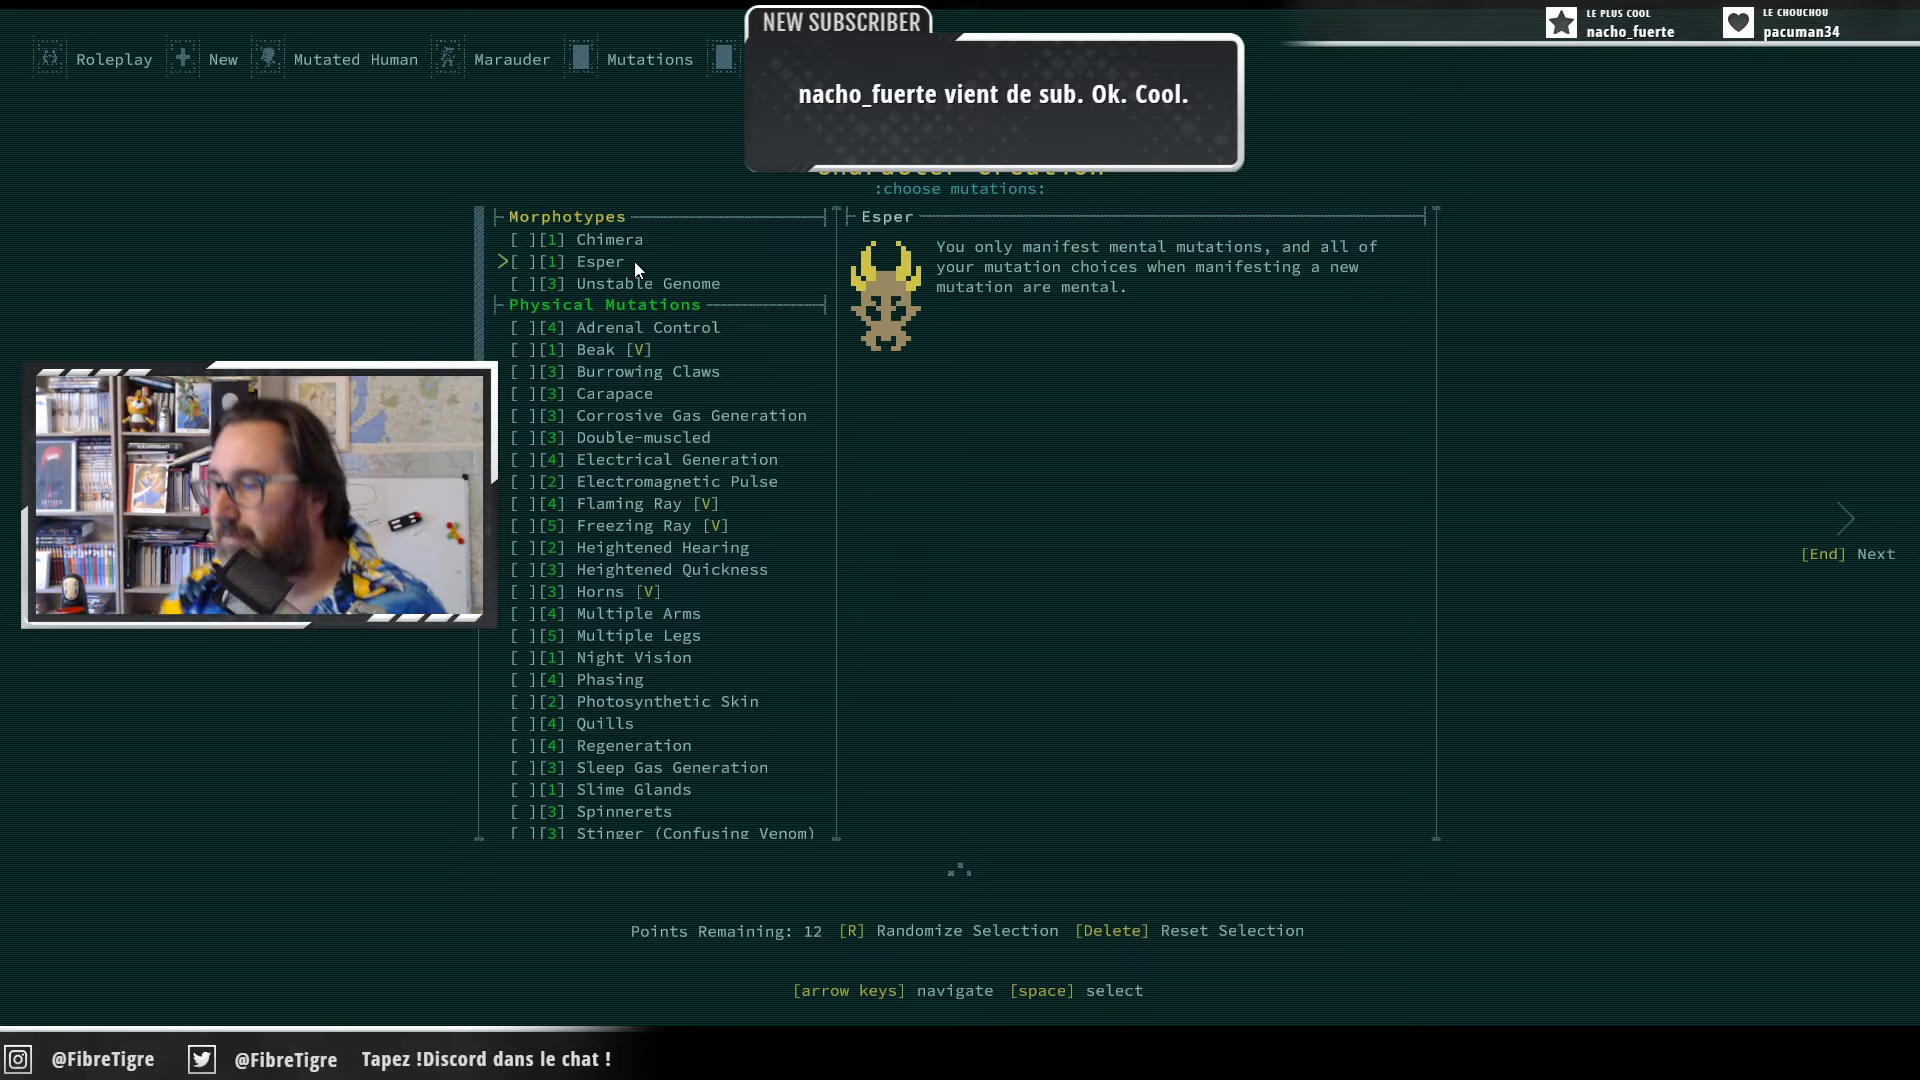 NEW SUBSCRIBER
nacho_fuerte vient de sub. Ok. Cool.
LE PLUS COOL
nacho_fuerte
LE CHOUCHOU
pacuman34
Roleplay
New
Mutated Human
Marauder
Mutations
Character Creation
:choose mutations:
Morphotypes
[ ][1] Chimera
>[ ][1] Esper
[ ][3] Unstable Genome
Physical Mutations
[ ][4] Adrenal Control
[ ][1] Beak [V]
[ ][3] Burrowing Claws
[ ][3] Carapace
[ ][3] Corrosive Gas Generation
[ ][3] Double-muscled
[ ][4] Electrical Generation
[ ][2] Electromagnetic Pulse
[ ][4] Flaming Ray [V]
[ ][5] Freezing Ray [V]
[ ][2] Heightened Hearing
[ ][3] Heightened Quickness
[ ][3] Horns [V]
[ ][4] Multiple Arms
[ ][5] Multiple Legs
[ ][1] Night Vision
[ ][4] Phasing
[ ][2] Photosynthetic Skin
[ ][4] Quills
[ ][4] Regeneration
[ ][3] Sleep Gas Generation
[ ][1] Slime Glands
[ ][3] Spinnerets
[ ][3] Stinger (Confusing Venom)
Esper
You only manifest mental mutations, and all of
your mutation choices when manifesting a new
mutation are mental.
[End] Next
Points Remaining: 12 [R] Randomize Selection [Delete] Reset Selection
[arrow keys] navigate [space] select
@FibreTigre
@FibreTigre
Tapez !Discord dans le chat !